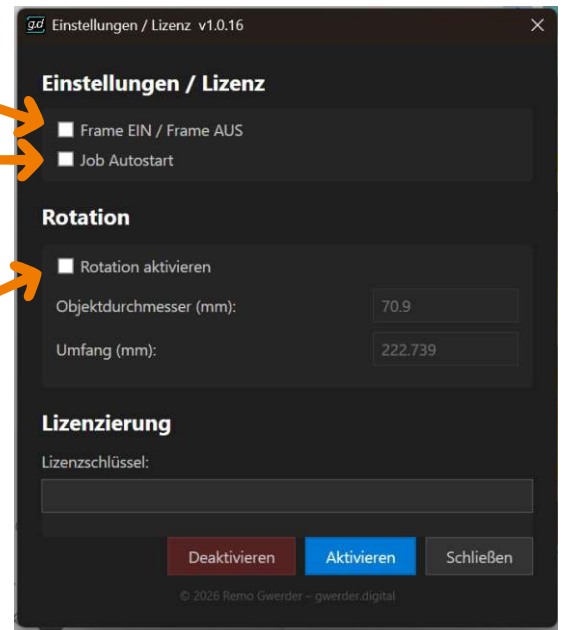 g.d Einstellungen / Lizenz v1.0.16
Einstellungen / Lizenz
Frame EIN / Frame AUS
Job Autostart
Rotation
Rotation aktivieren
Objektdurchmesser (mm): 70.9
Umfang (mm): 222.739
Lizenzierung
Lizenzschlüssel:
Deaktivieren Aktivieren Schließen
© 2026 Remo Gwerder – gwerder.digital